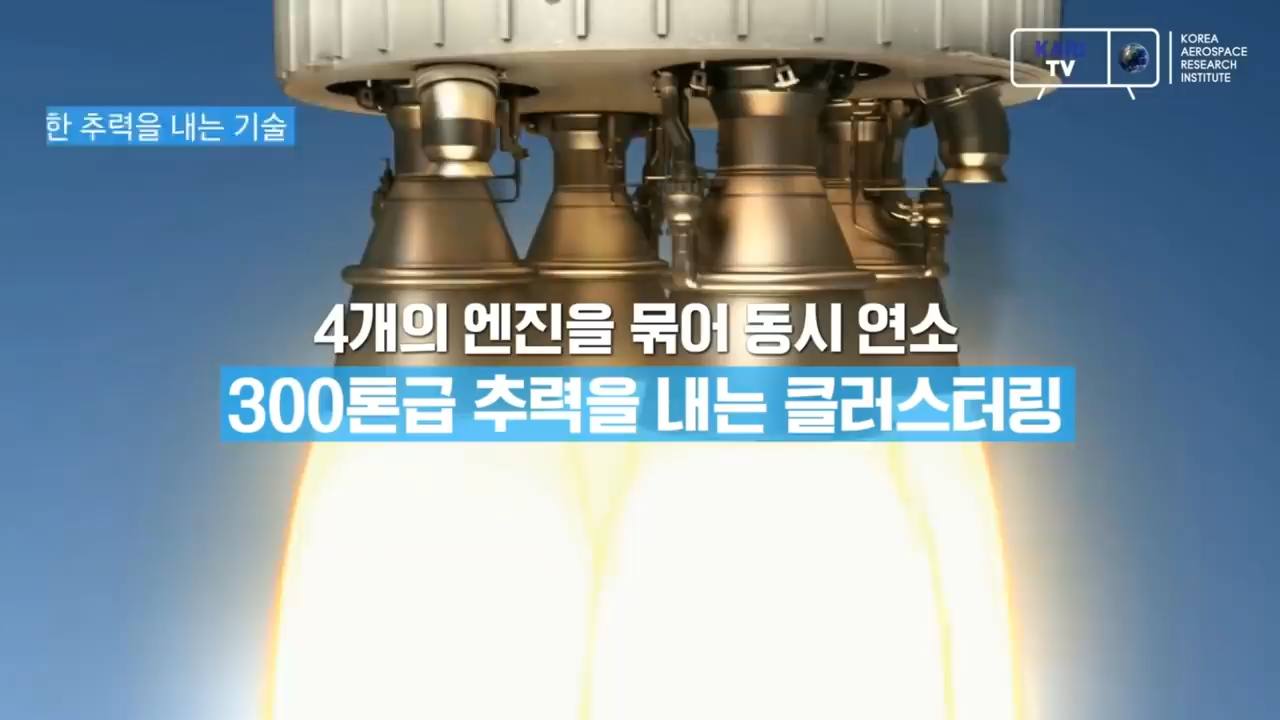 KARI
TV
KOREA
AEROSPACE
RESEARCH
INSTITUTE
한 추력을 내는 기술
4개의 엔진을 묶어 동시 연소
300톤급 추력을 내는 클러스터링